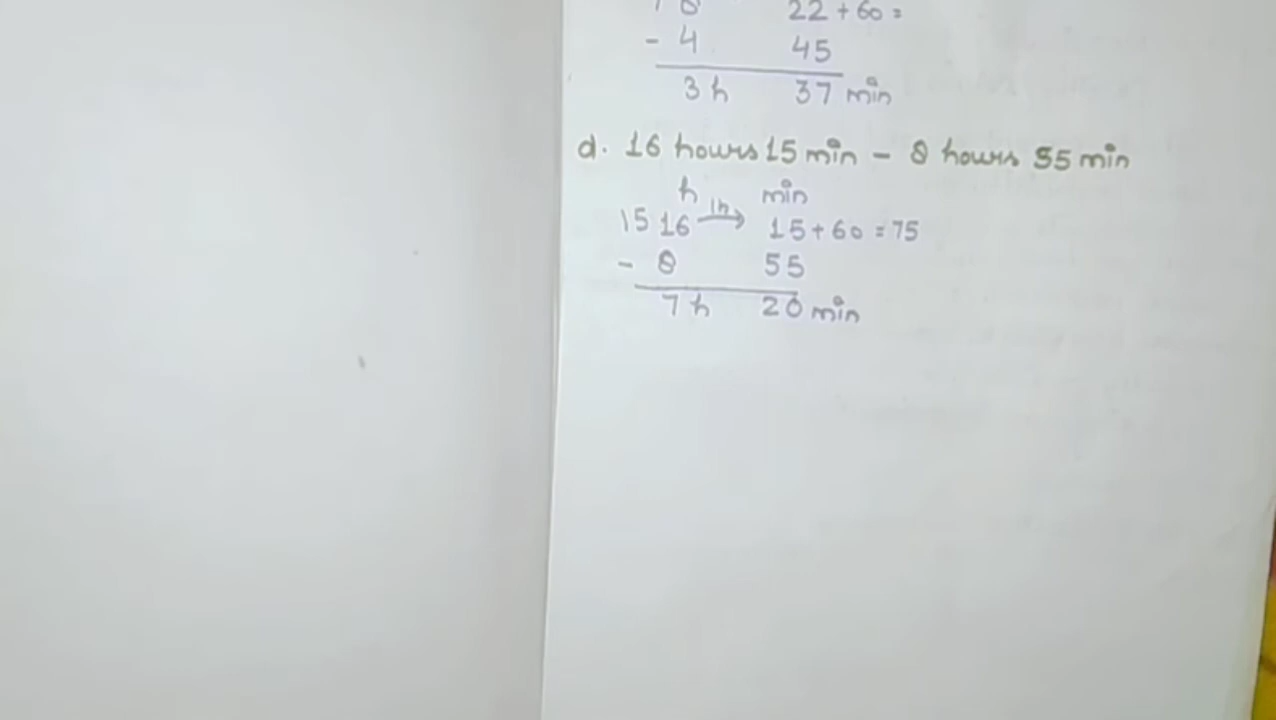 22 + 60 =
- 4 45
3 h 37 min
d. 16 hours 15 min - 8 hours 55 min
h min
15 16 1h → 15 + 60 = 75
- 8 55
7 h 20 min